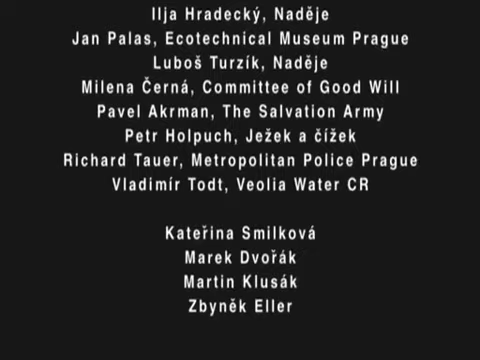 Ilja Hradecký, Naděje
Jan Palas, Ecotechnical Museum Prague
Luboš Turzík, Naděje
Milena Černá, Committee of Good Will
Pavel Akrman, The Salvation Army
Petr Holpuch, Ježek a čížek
Richard Tauer, Metropolitan Police Prague
Vladimír Todt, Veolia Water CR
Kateřina Smilková
Marek Dvořák
Martin Klusák
Zbyněk Eller